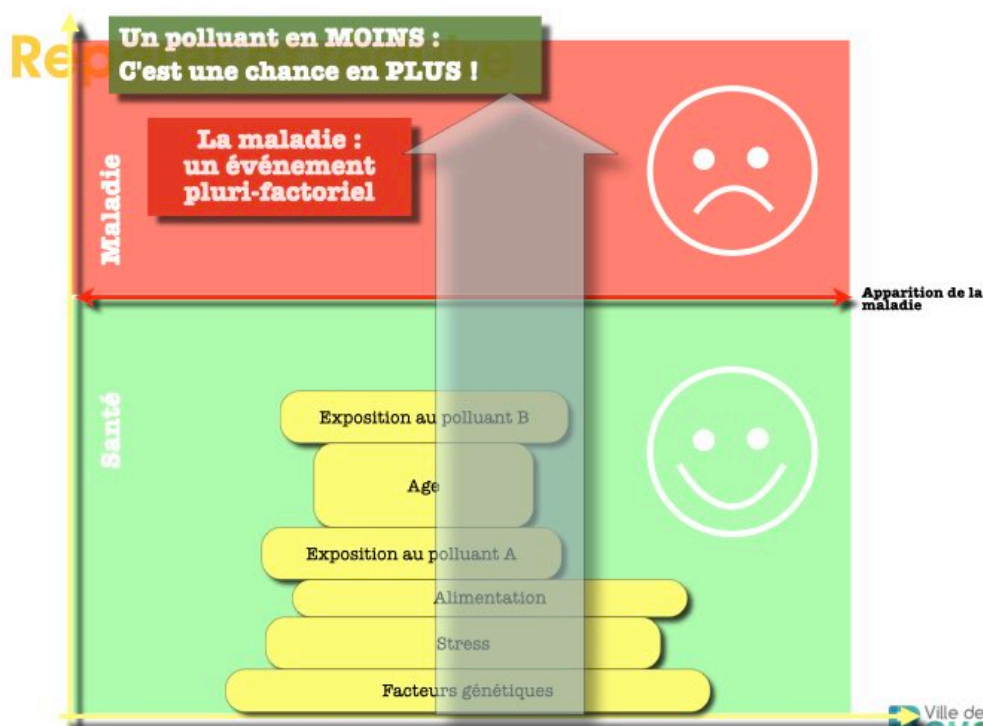 Un polluant en MOINS :
C'est une chance en PLUS !
La maladie :
un événement
pluri-factoriel
Maladie
Apparition de la
maladie
Santé
Exposition au polluant B
Age
Exposition au polluant A
Alimentation
Stress
Facteurs génétiques
Ville de